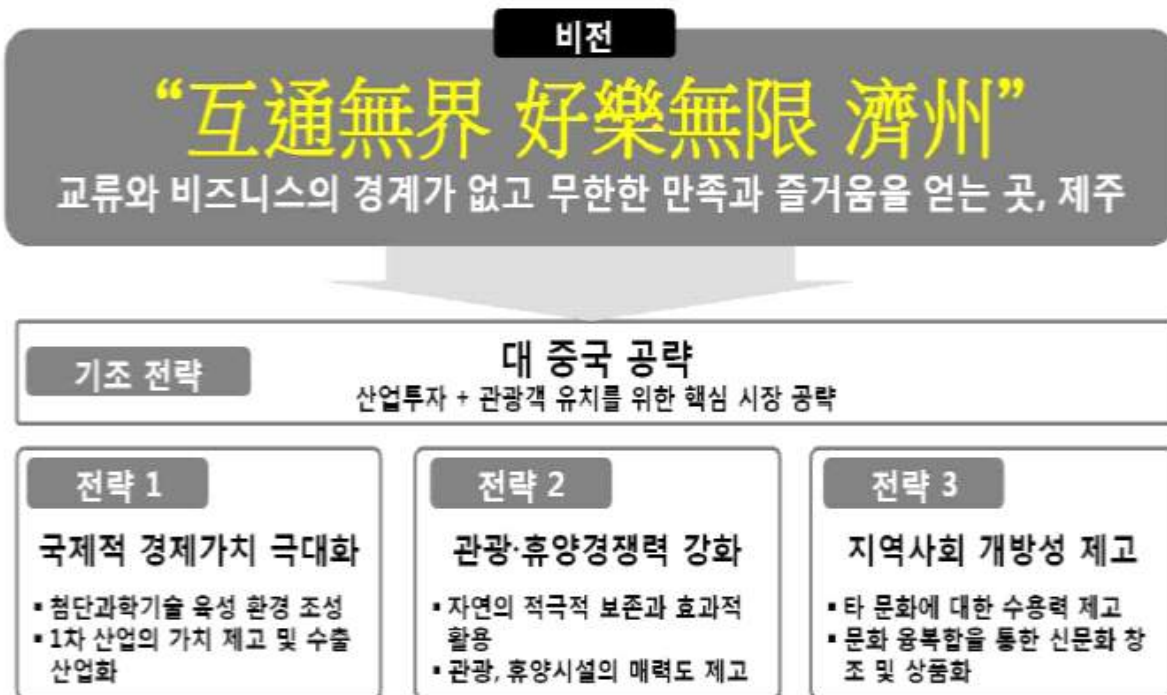 비전
“互通無界 好樂無限 濟州”
교류와 비즈니스의 경계가 없고 무한한 만족과 즐거움을 얻는 곳, 제주
기조 전략
대 중국 공략
산업투자 + 관광객 유치를 위한 핵심 시장 공략
전략 1
국제적 경제가치 극대화
▪ 첨단과학기술 육성 환경 조성
▪ 1차 산업의 가치 제고 및 수출
산업화
전략 2
관광·휴양경쟁력 강화
▪ 자연의 적극적 보존과 효과적
활용
▪ 관광, 휴양시설의 매력도 제고
전략 3
지역사회 개방성 제고
▪ 타 문화에 대한 수용력 제고
▪ 문화 융복합을 통한 신문화 창
조 및 상품화